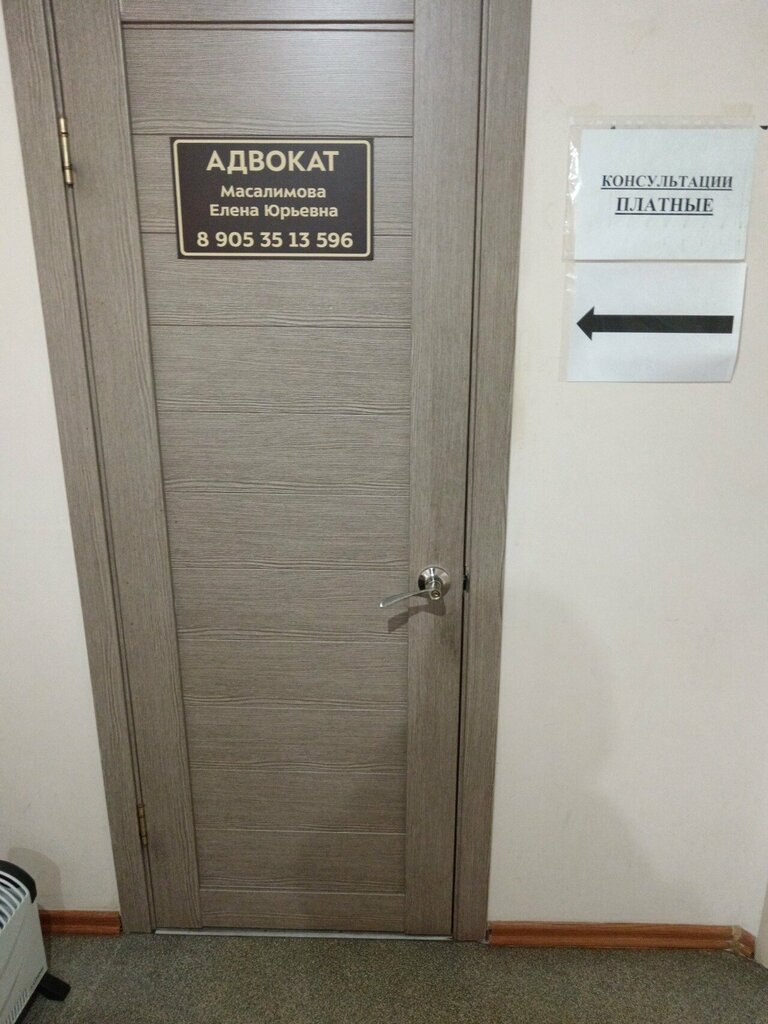 АДВОКАТ
Масалимова
Елена Юрьевна
8 905 35 13 596
КОНСУЛЬТАЦИИ
ПЛАТНЫЕ